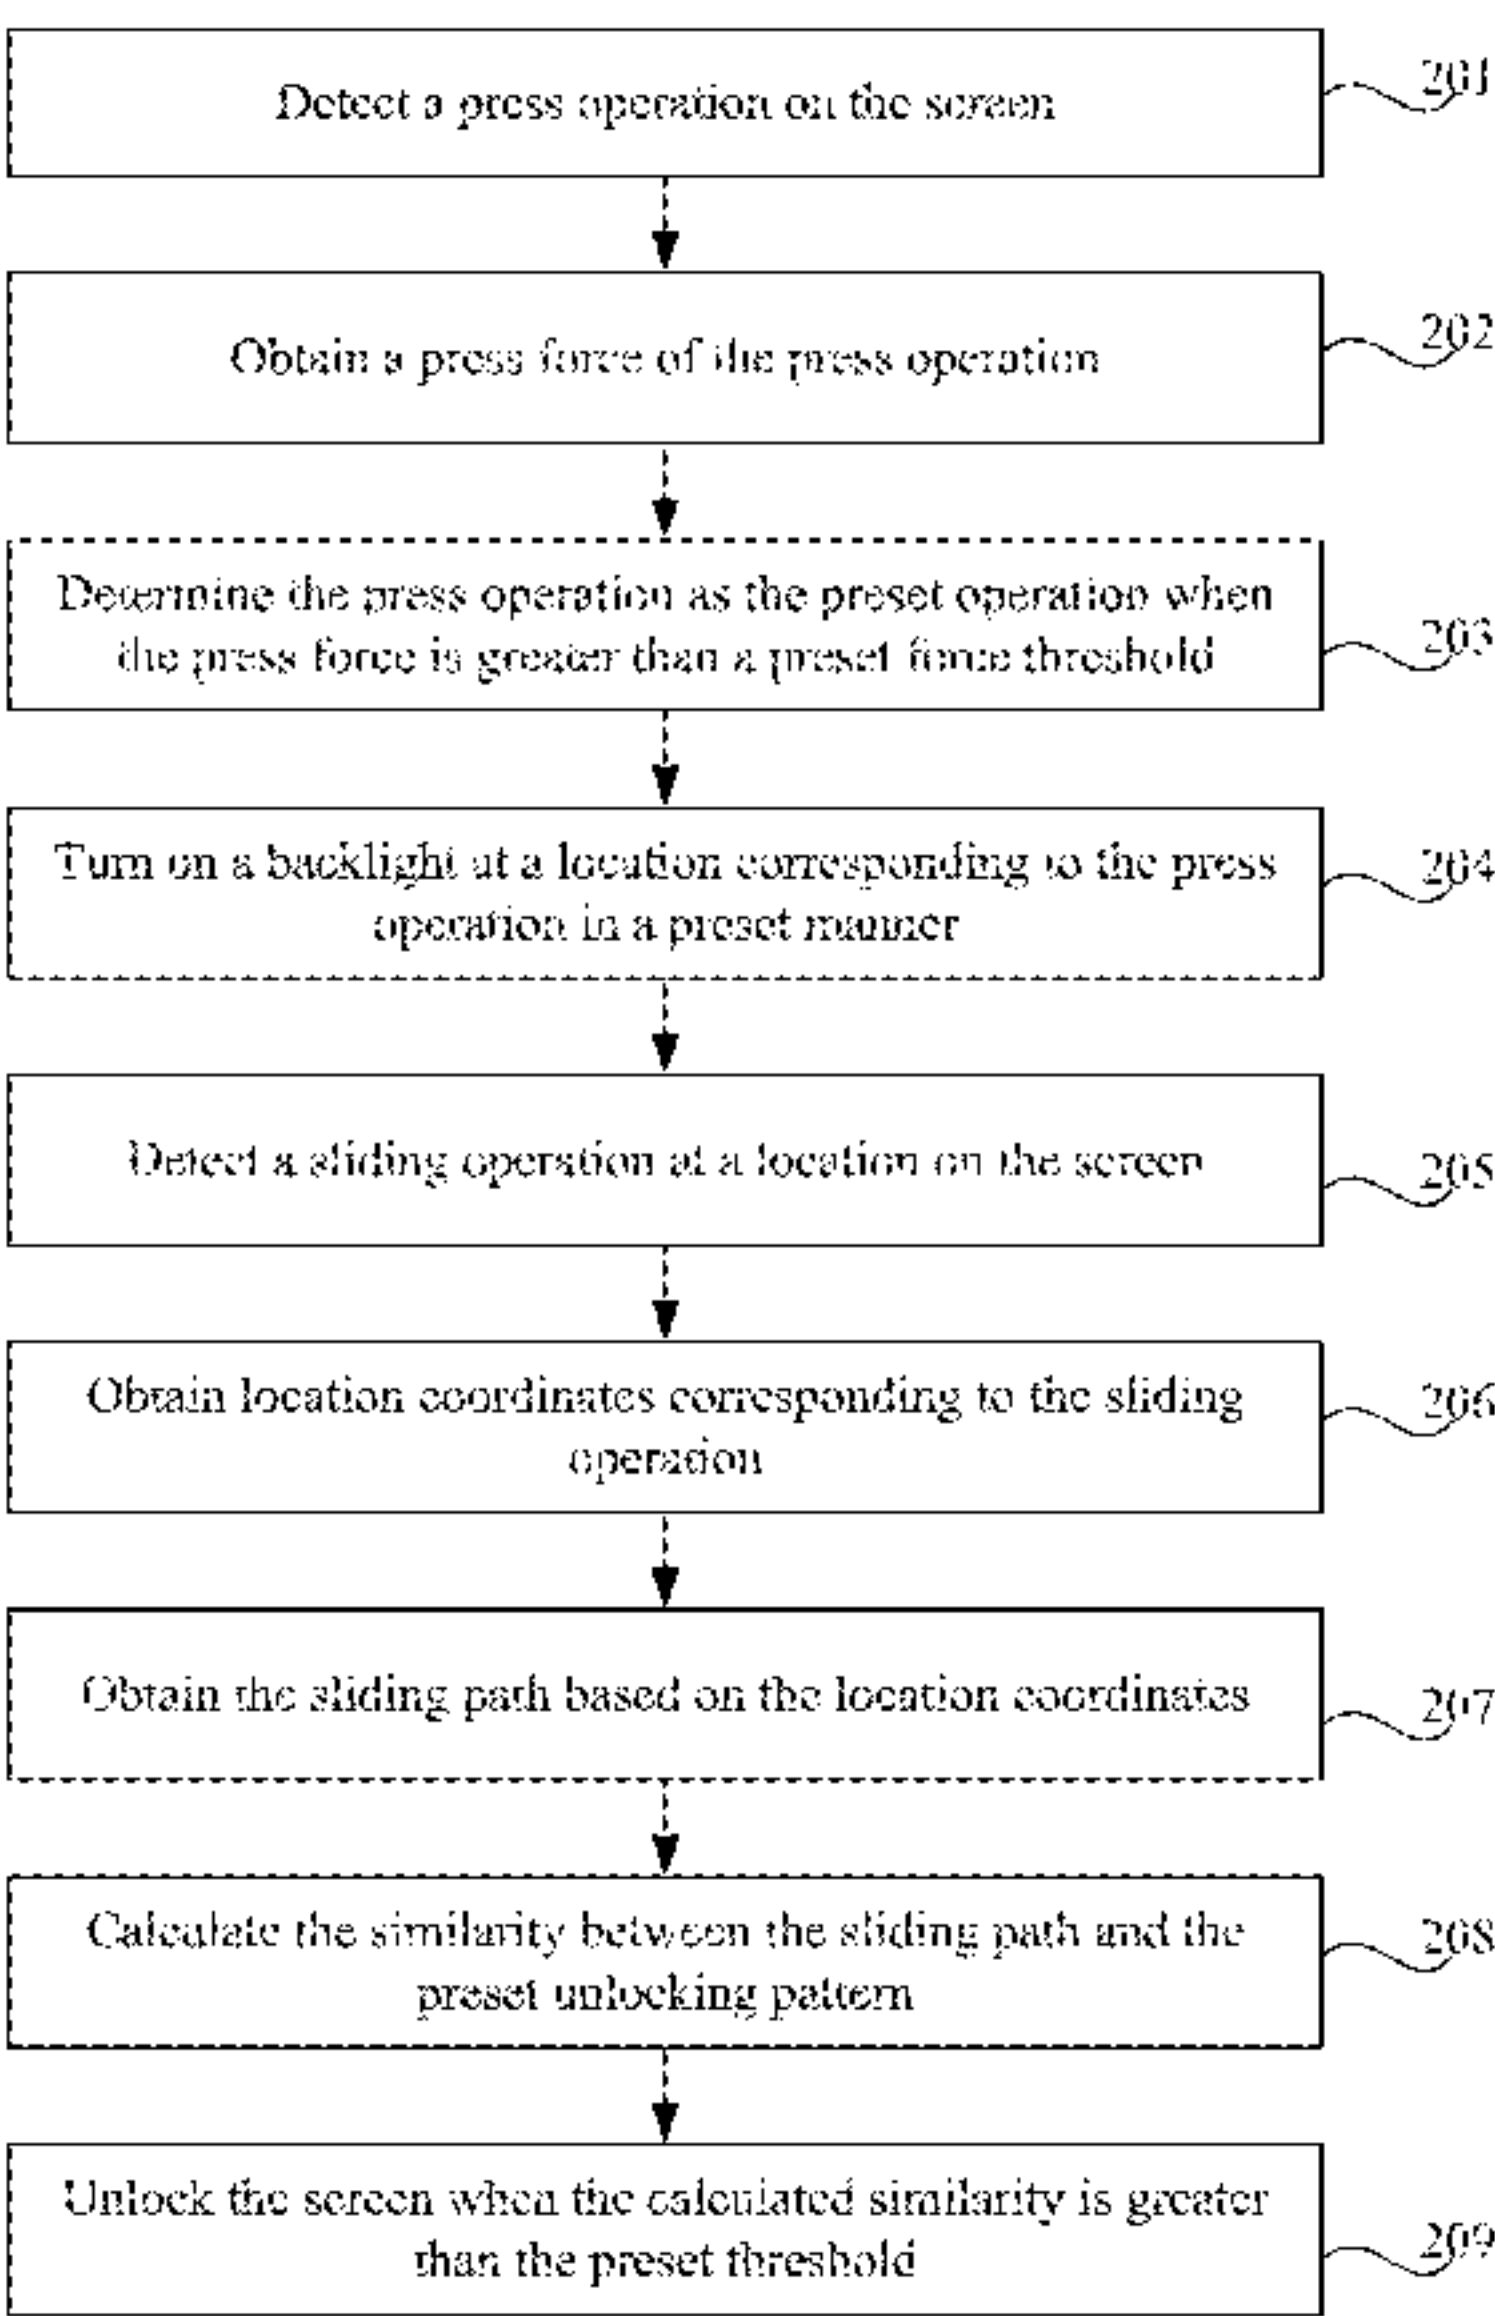 Detect a press operation on the screen
201
Obtain a press force of the press operation
202
Determine the press operation as the preset operation when
the press force is greater than a preset force threshold
203
Turn on a backlight at a location corresponding to the press
operation in a preset manner
204
Detect a sliding operation at a location on the screen
205
Obtain location coordinates corresponding to the sliding
operation
206
Obtain the sliding path based on the location coordinates
207
Calculate the similarity between the sliding path and the
preset unlocking pattern
208
Unlock the screen when the calculated similarity is greater
than the preset threshold
209